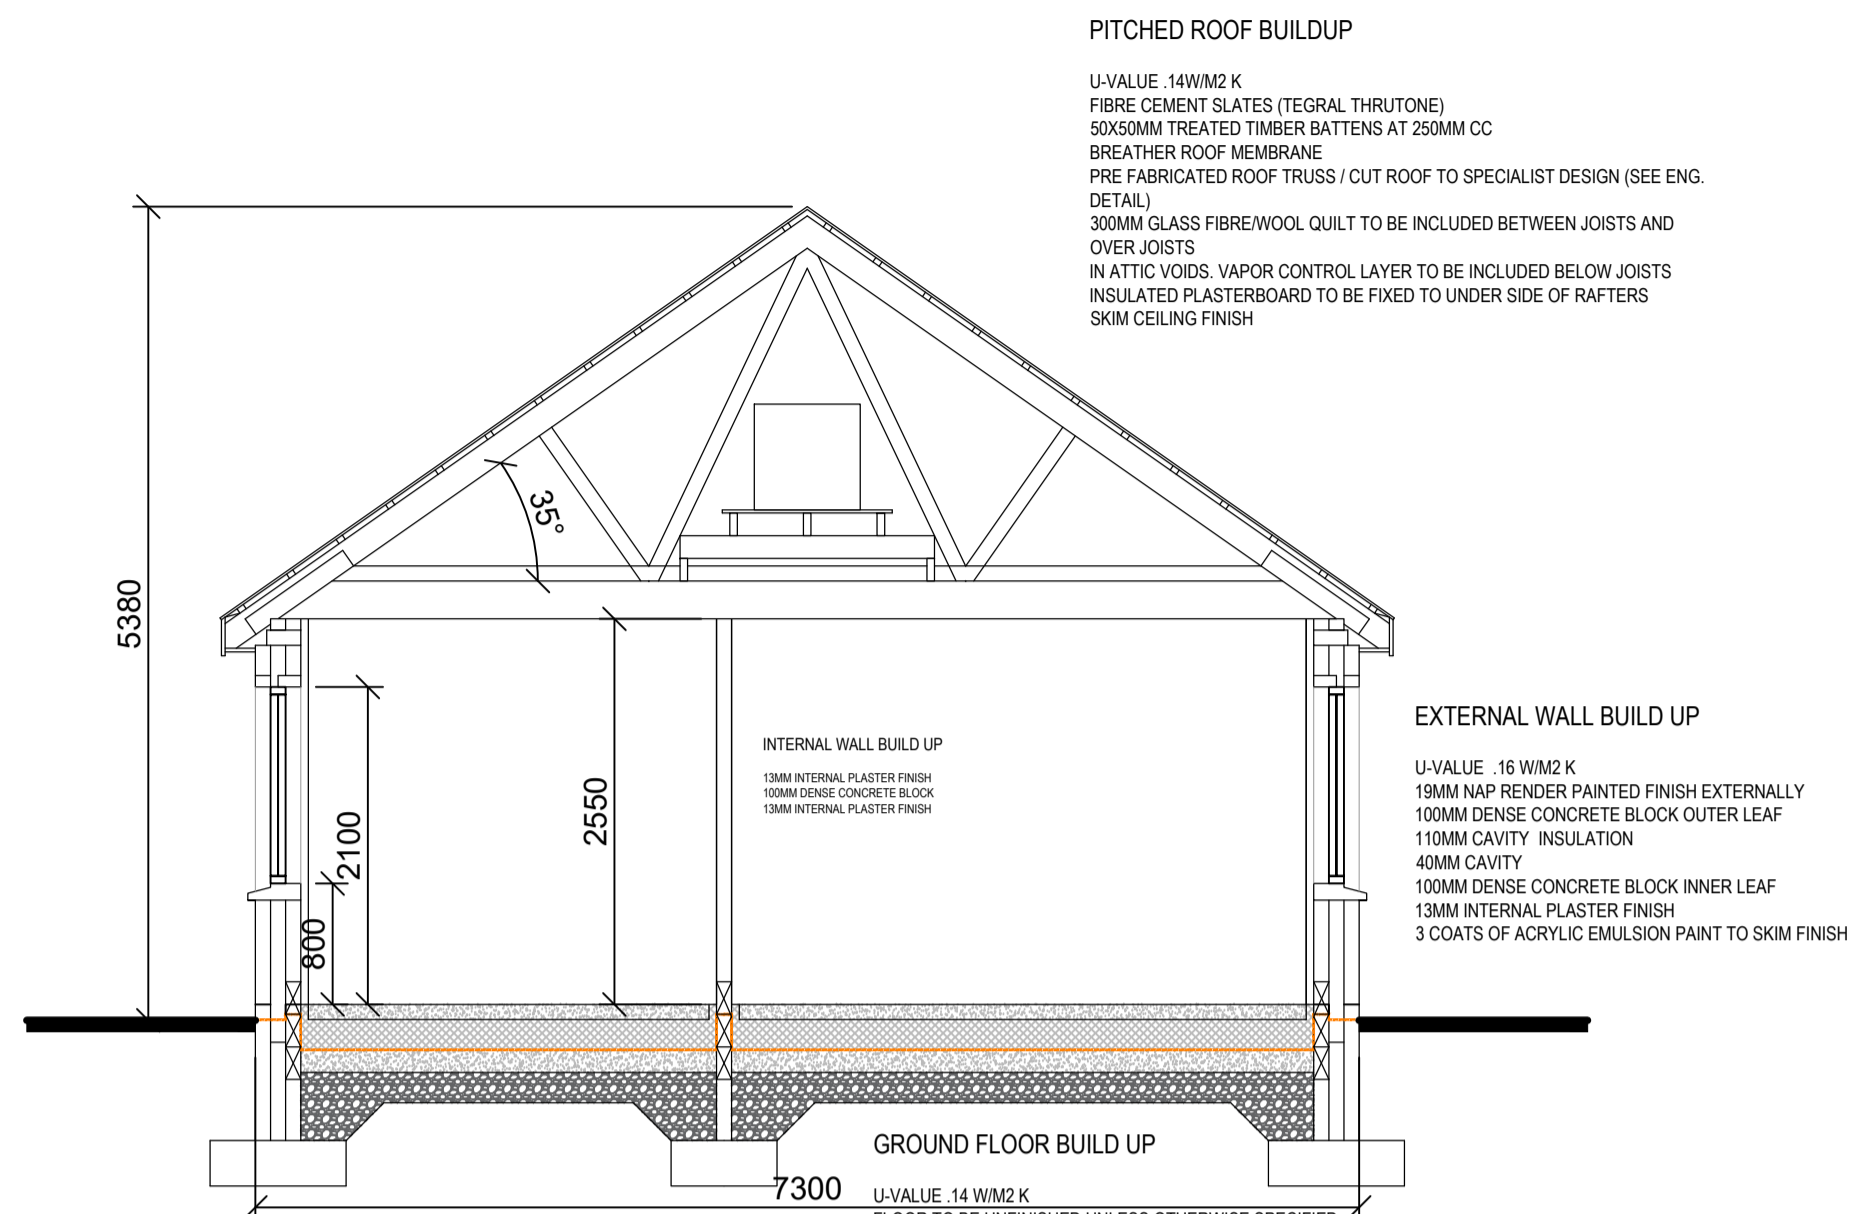 PITCHED ROOF BUILDUP
U-VALUE .14W/M2 K
FIBRE CEMENT SLATES (TEGRAL THRUTONE)
50X50MM TREATED TIMBER BATTENS AT 250MM CC
BREATHER ROOF MEMBRANE
PRE FABRICATED ROOF TRUSS / CUT ROOF TO SPECIALIST DESIGN (SEE ENG.
DETAIL)
300MM GLASS FIBRE/WOOL QUILT TO BE INCLUDED BETWEEN JOISTS AND
OVER JOISTS
IN ATTIC VOIDS. VAPOR CONTROL LAYER TO BE INCLUDED BELOW JOISTS
INSULATED PLASTERBOARD TO BE FIXED TO UNDER SIDE OF RAFTERS
SKIM CEILING FINISH
35°
5380
2550
2100
800
INTERNAL WALL BUILD UP
13MM INTERNAL PLASTER FINISH
100MM DENSE CONCRETE BLOCK
13MM INTERNAL PLASTER FINISH
EXTERNAL WALL BUILD UP
U-VALUE .16 W/M2 K
19MM NAP RENDER PAINTED FINISH EXTERNALLY
100MM DENSE CONCRETE BLOCK OUTER LEAF
110MM CAVITY INSULATION
40MM CAVITY
100MM DENSE CONCRETE BLOCK INNER LEAF
13MM INTERNAL PLASTER FINISH
3 COATS OF ACRYLIC EMULSION PAINT TO SKIM FINISH
GROUND FLOOR BUILD UP
7300
U-VALUE .14 W/M2 K
FLOOR TO BE UNFINISHED UNLESS OTHERWISE SPECIFIED